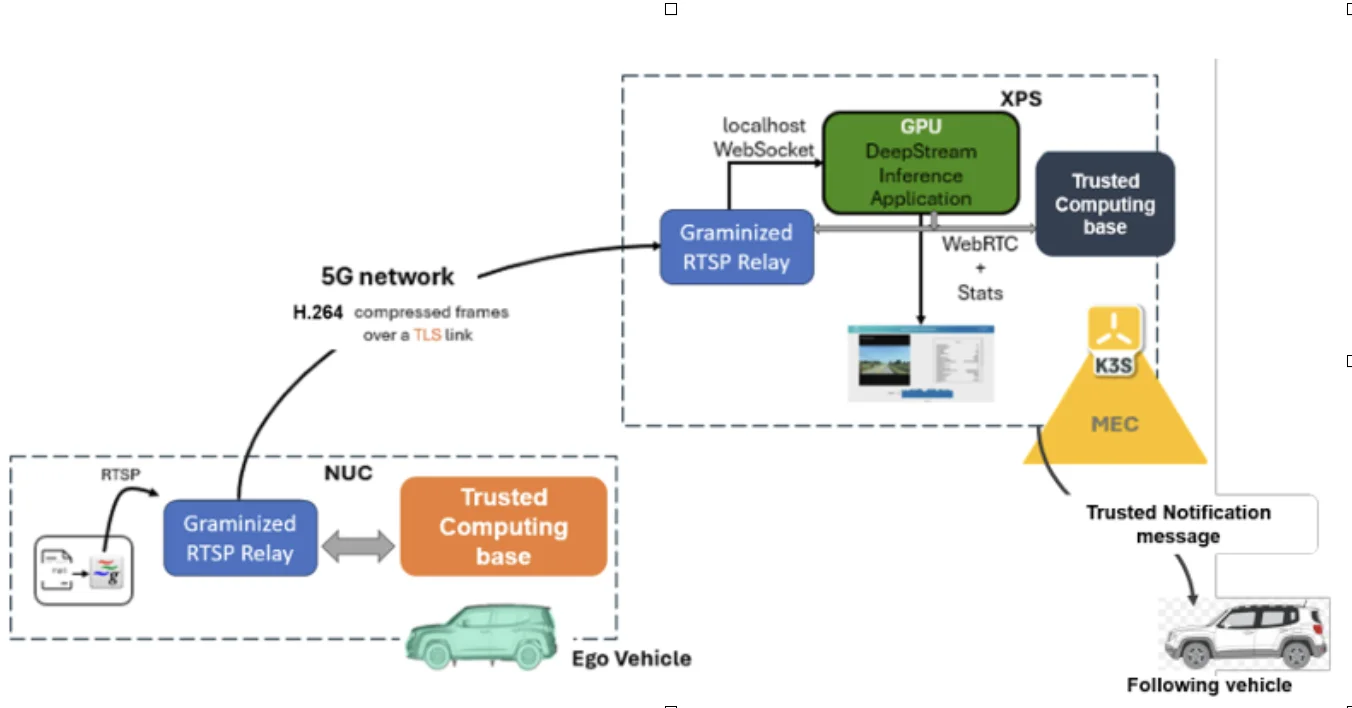 XPS
localhost
WebSocket
GPU
DeepStream
Inference
Application
Trusted
Computing
base
Graminized
RTSP Relay
WebRTC
+
Stats
5G network
H.264 compressed frames
over a TLS link
K3S
MEC
NUC
RTSP
Graminized
RTSP Relay
Trusted
Computing
base
g
Trusted Notification
message
Ego Vehicle
Following vehicle